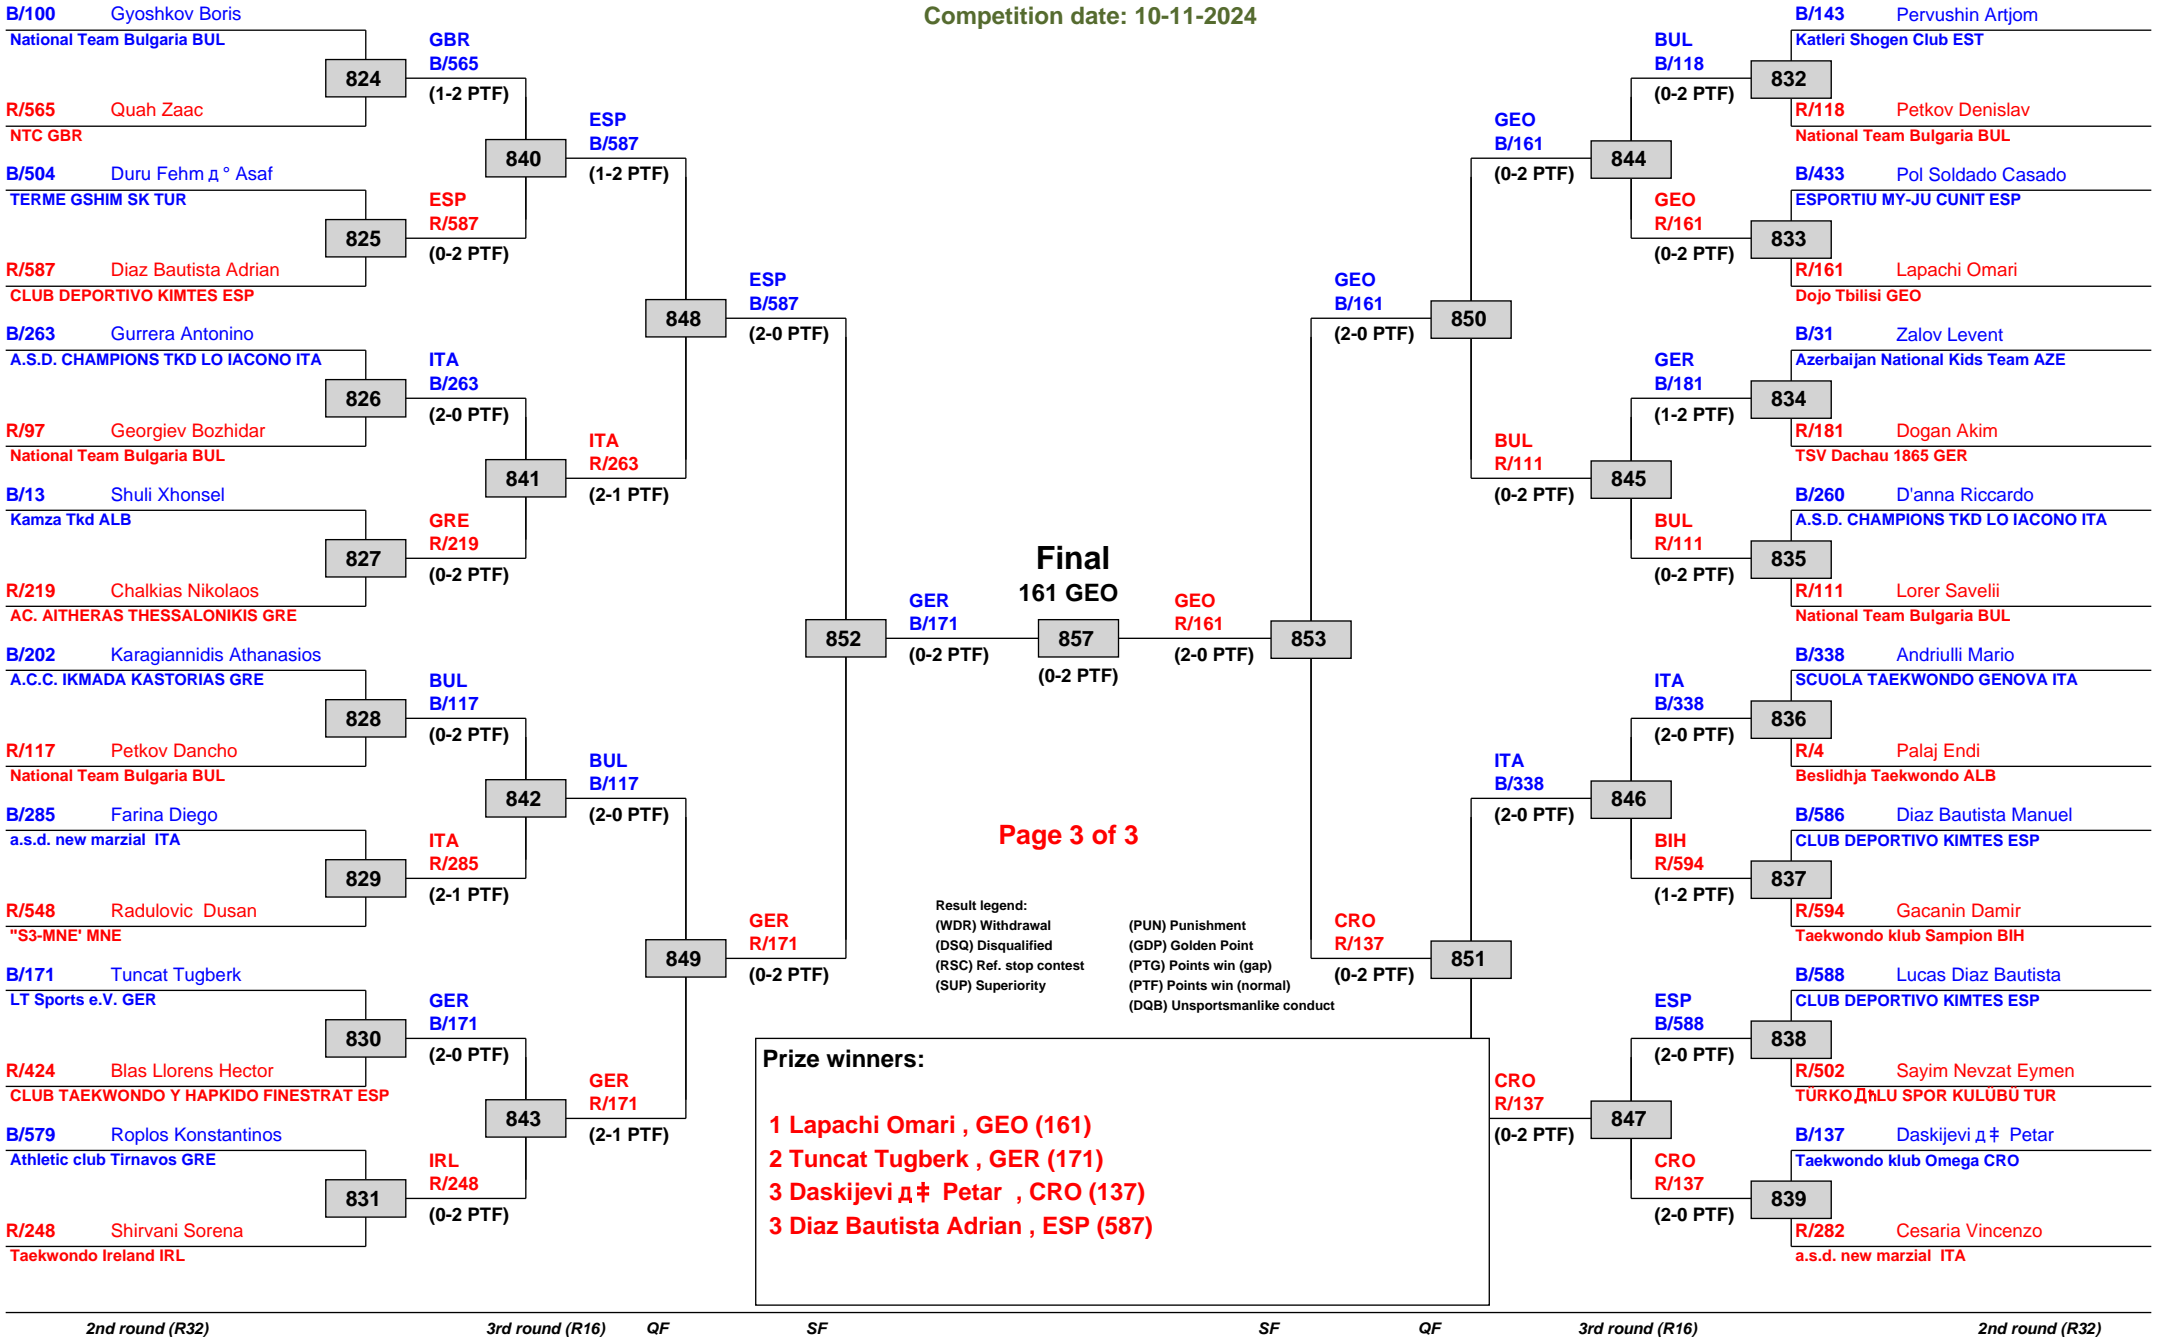 Competition date: 10-11-2024
B/100 Gyoshkov Boris
National Team Bulgaria BUL
824
R/565 Quah Zaac
NTC GBR
GBR
B/565
(1-2 PTF)
B/504 Duru Fehm д ° Asaf
TERME GSHIM SK TUR
825
R/587 Diaz Bautista Adrian
CLUB DEPORTIVO KIMTES ESP
ESP
R/587
(0-2 PTF)
840
ESP
B/587
(1-2 PTF)
B/263 Gurrera Antonino
A.S.D. CHAMPIONS TKD LO IACONO ITA
826
R/97 Georgiev Bozhidar
National Team Bulgaria BUL
ITA
B/263
(2-0 PTF)
B/13 Shuli Xhonsel
Kamza Tkd ALB
827
R/219 Chalkias Nikolaos
AC. AITHERAS THESSALONIKIS GRE
GRE
R/219
(0-2 PTF)
841
ITA
R/263
(2-1 PTF)
848
ESP
B/587
(2-0 PTF)
B/202 Karagiannidis Athanasios
A.C.C. IKMADA KASTORIAS GRE
828
R/117 Petkov Dancho
National Team Bulgaria BUL
BUL
B/117
(0-2 PTF)
B/285 Farina Diego
a.s.d. new marzial ITA
829
R/548 Radulovic Dusan
"S3-MNE' MNE
ITA
R/285
(2-1 PTF)
842
BUL
B/117
(2-0 PTF)
B/171 Tuncat Tugberk
LT Sports e.V. GER
830
R/424 Blas Llorens Hector
CLUB TAEKWONDO Y HAPKIDO FINESTRAT ESP
GER
B/171
(2-0 PTF)
B/579 Roplos Konstantinos
Athletic club Tirnavos GRE
831
R/248 Shirvani Sorena
Taekwondo Ireland IRL
IRL
R/248
(0-2 PTF)
843
GER
R/171
(2-1 PTF)
849
GER
R/171
(0-2 PTF)
852
GER
B/171
(0-2 PTF)
Final
161 GEO
857
(0-2 PTF)
GEO
R/161
(2-0 PTF)
853
GEO
B/161
(2-0 PTF)
850
GEO
B/161
(0-2 PTF)
844
BUL
B/118
(0-2 PTF)
832
B/143 Pervushin Artjom
Katleri Shogen Club EST
R/118 Petkov Denislav
National Team Bulgaria BUL
GEO
R/161
(0-2 PTF)
833
B/433 Pol Soldado Casado
ESPORTIU MY-JU CUNIT ESP
R/161 Lapachi Omari
Dojo Tbilisi GEO
BUL
R/111
(0-2 PTF)
845
GER
B/181
(1-2 PTF)
834
B/31 Zalov Levent
Azerbaijan National Kids Team AZE
R/181 Dogan Akim
TSV Dachau 1865 GER
BUL
R/111
(0-2 PTF)
835
B/260 D'anna Riccardo
A.S.D. CHAMPIONS TKD LO IACONO ITA
R/111 Lorer Savelii
National Team Bulgaria BUL
CRO
R/137
(0-2 PTF)
851
ITA
B/338
(2-0 PTF)
846
ITA
B/338
(2-0 PTF)
836
B/338 Andriulli Mario
SCUOLA TAEKWONDO GENOVA ITA
R/4 Palaj Endi
Beslidhja Taekwondo ALB
BIH
R/594
(1-2 PTF)
837
B/586 Diaz Bautista Manuel
CLUB DEPORTIVO KIMTES ESP
R/594 Gacanin Damir
Taekwondo klub Sampion BIH
CRO
R/137
(0-2 PTF)
847
ESP
B/588
(2-0 PTF)
838
B/588 Lucas Diaz Bautista
CLUB DEPORTIVO KIMTES ESP
R/502 Sayim Nevzat Eymen
TÜRKO LU SPOR KULÜBÜ TUR
CRO
R/137
(2-0 PTF)
839
B/137 Daskijevi д ‡ Petar
Taekwondo klub Omega CRO
R/282 Cesaria Vincenzo
a.s.d. new marzial ITA
Page 3 of 3
Result legend:
(WDR) Withdrawal (PUN) Punishment
(DSQ) Disqualified (GDP) Golden Point
(RSC) Ref. stop contest (PTG) Points win (gap)
(SUP) Superiority (PTF) Points win (normal)
(DQB) Unsportsmanlike conduct
Prize winners:
1 Lapachi Omari , GEO (161)
2 Tuncat Tugberk , GER (171)
3 Daskijevi д ‡ Petar , CRO (137)
3 Diaz Bautista Adrian , ESP (587)
2nd round (R32) 3rd round (R16) QF SF SF QF 3rd round (R16) 2nd round (R32)